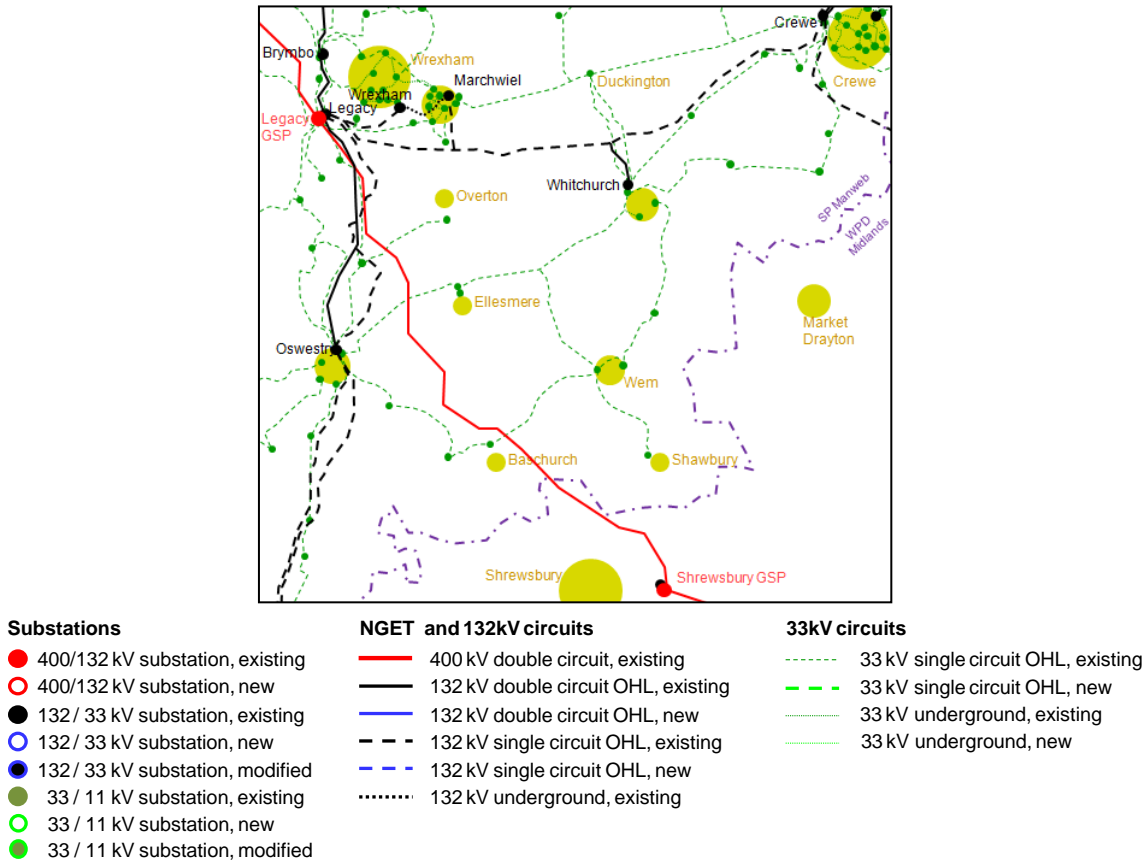 Crewe
Brymbo
Wrexham
Marchwiel
Duckington
Crewe
Wrexham
Legacy
Legacy
GSP
Whitchurch
Overton
SP Manweb
WPD
Midlands
Ellesmere
Market
Drayton
Oswestry
Wem
Baschurch
Shawbury
Shrewsbury
Shrewsbury GSP
Substations
400/132 kV substation, existing
400/132 kV substation, new
132 / 33 kV substation, existing
132 / 33 kV substation, new
132 / 33 kV substation, modified
33 / 11 kV substation, existing
33 / 11 kV substation, new
33 / 11 kV substation, modified
NGET and 132kV circuits
400 kV double circuit, existing
132 kV double circuit OHL, existing
132 kV double circuit OHL, new
132 kV single circuit OHL, existing
132 kV single circuit OHL, new
132 kV underground, existing
33kV circuits
33 kV single circuit OHL, existing
33 kV single circuit OHL, new
33 kV underground, existing
33 kV underground, new